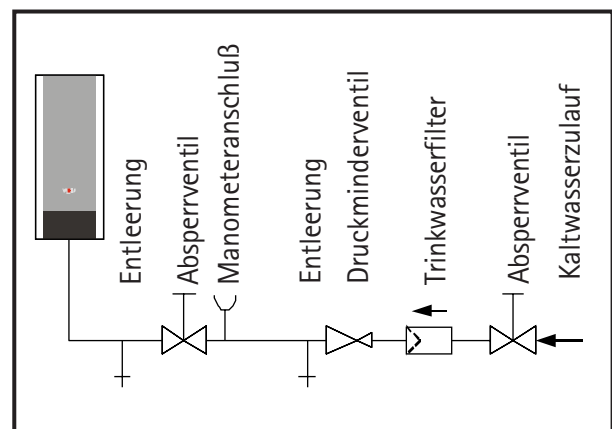 Entleerung
Absperrventil
Manometeranschluß
Entleerung
Druckminderventil
Trinkwasserfilter
Absperrventil
Kaltwasserzulauf